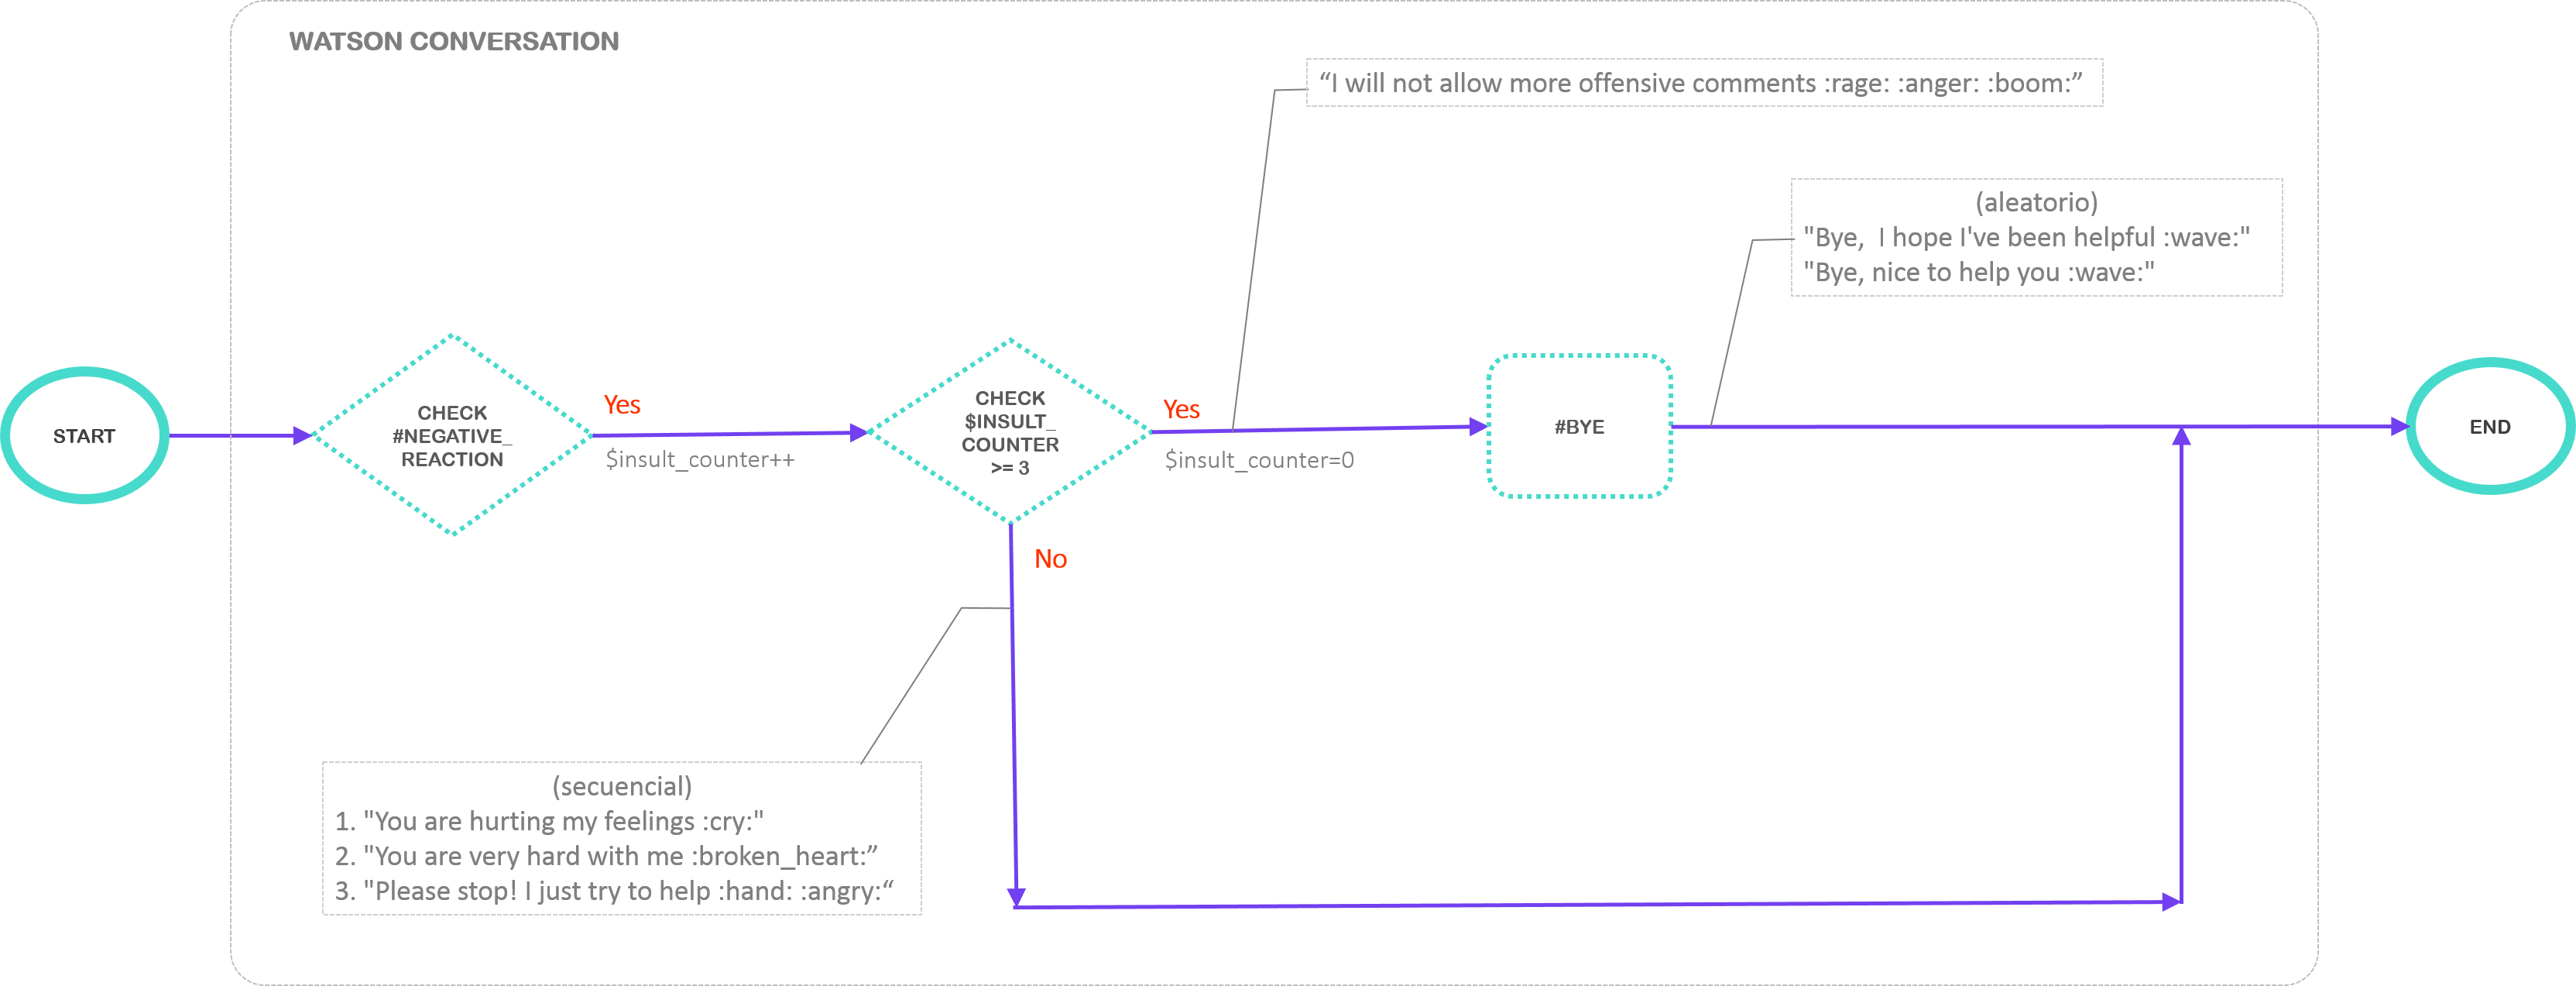 WATSON CONVERSATION
“I will not allow more offensive comments :rage: :anger: :boom:”
(aleatorio)
"Bye,  I hope I've been helpful :wave:"
"Bye, nice to help you :wave:"
START
CHECK
#NEGATIVE_
REACTION
Yes
$insult_counter++
CHECK
$INSULT_
COUNTER
>= 3
Yes
$insult_counter=0
#BYE
END
No
(secuencial)
1. "You are hurting my feelings :cry:"
2. "You are very hard with me :broken_heart:”
3. "Please stop! I just try to help :hand: :angry:“